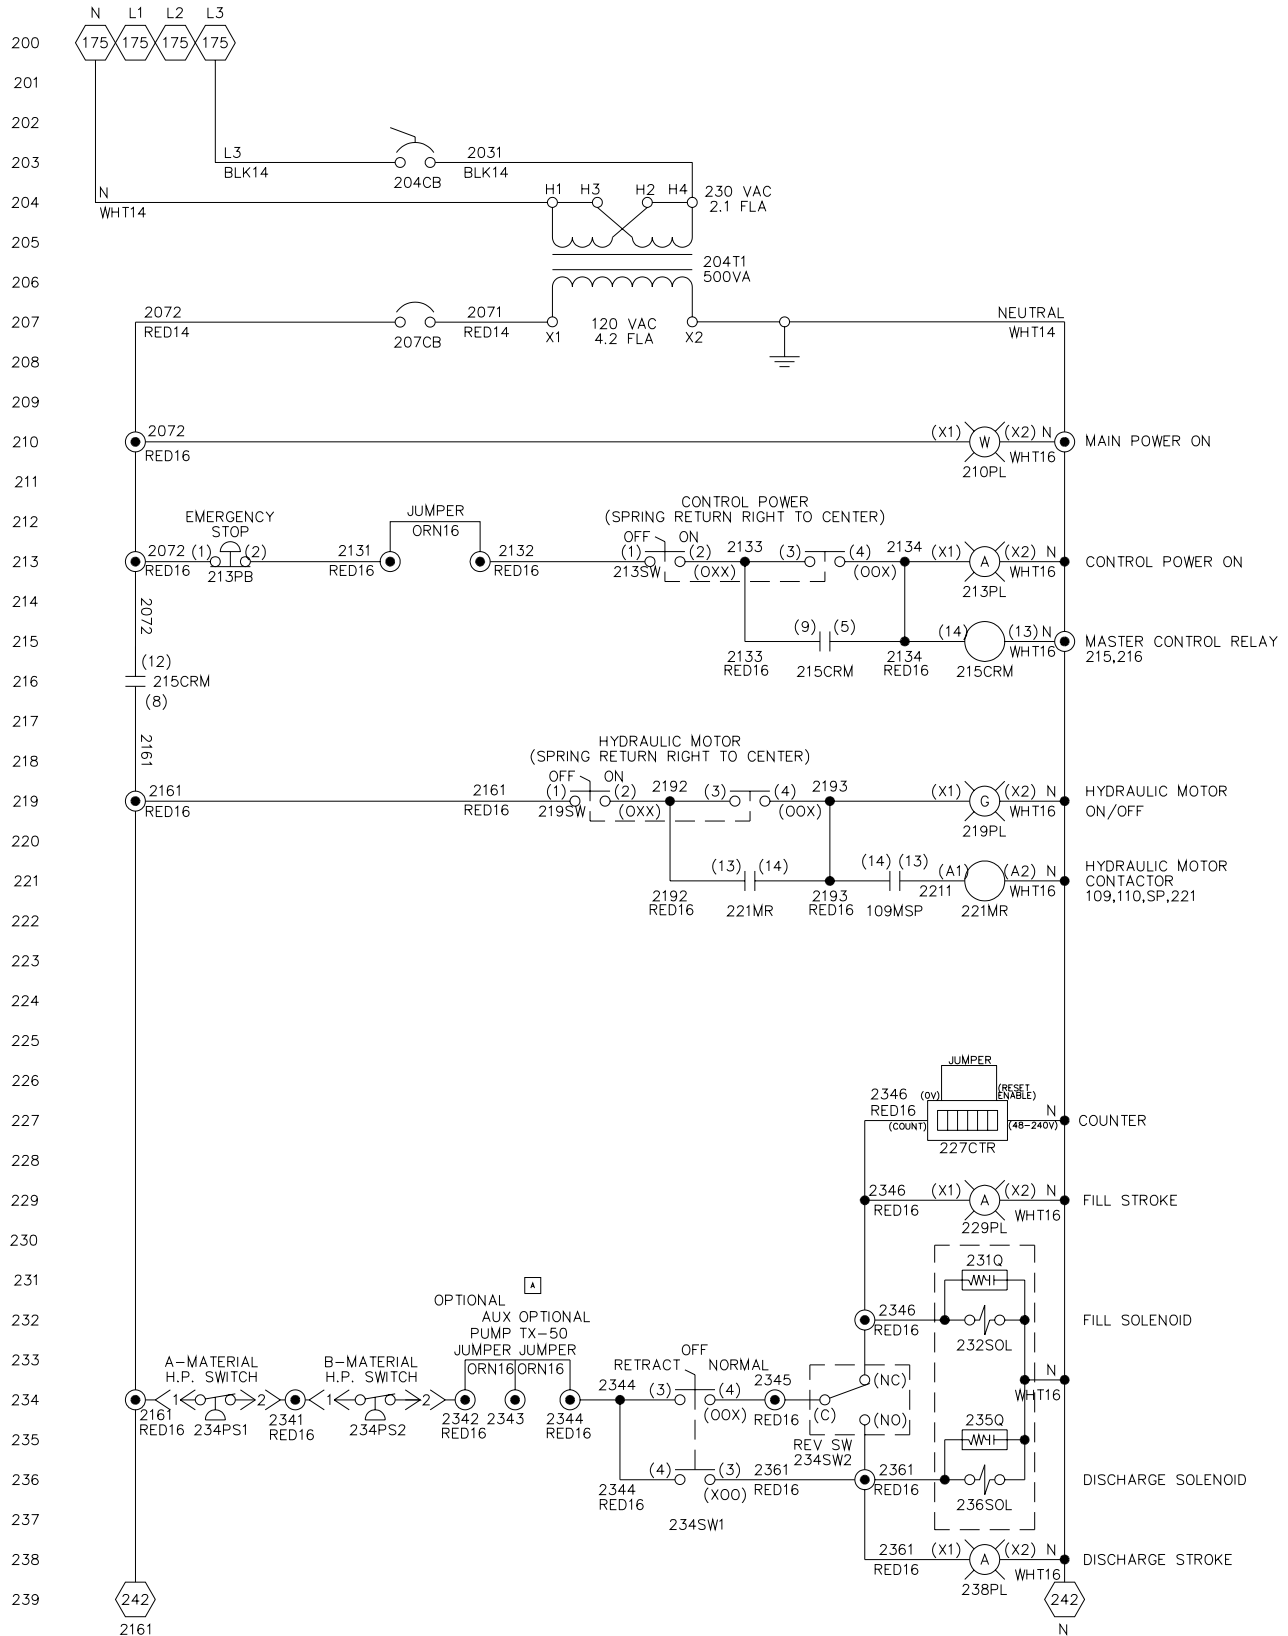 N L1 L2 L3
200 175 175 175 175
201
202
203 L3 BLK14 204CB 2031 BLK14
204 N WHT14 H1 H3 H2 H4 230 VAC
2.1 FLA
205
204T1
500VA
206
207 2072 RED14 207CB 2071 RED14 X1 120 VAC
4.2 FLA X2 NEUTRAL WHT14
208
209
210 2072 RED16 (X1) W (X2) N WHT16 210PL MAIN POWER ON
211
212 EMERGENCY
STOP
JUMPER
ORN16
CONTROL POWER
(SPRING RETURN RIGHT TO CENTER)
OFF ON
213 2072 RED16 (1) (2) 213PB 2131 RED16 2132 RED16 (1) (2) 213SW (OXX) 2133 (3) (4) (OOX) 2134 (X1) A (X2) N WHT16 213PL CONTROL POWER ON
214 2072
215 2133 RED16 (9) (5) 215CRM 2134 RED16 (14) (13) N WHT16 215CRM MASTER CONTROL RELAY
215,216
216 (12) 215CRM (8)
217
218 2161 HYDRAULIC MOTOR
(SPRING RETURN RIGHT TO CENTER)
OFF ON
219 2161 RED16 2161 RED16 (1) (2) 219SW (OXX) 2192 (3) (4) (OOX) 2193 (X1) G (X2) N WHT16 219PL HYDRAULIC MOTOR
ON/OFF
220
221 2192 RED16 (13) (14) 221MR 2193 RED16 (14) (13) 109MSP 2211 (A1) (A2) N WHT16 221MR HYDRAULIC MOTOR
CONTACTOR
109,110,SP,221
222
223
224
225
226 JUMPER
(0V) (RESET
ENABLE)
227 2346 RED16 (COUNT) (48-240V) N 227CTR COUNTER
228
229 2346 RED16 (X1) A (X2) N WHT16 229PL FILL STROKE
230
231 231Q
A
232 2346 RED16 232SOL FILL SOLENOID
OPTIONAL
AUX OPTIONAL
PUMP TX-50
JUMPER JUMPER
ORN16 ORN16
233 A-MATERIAL
H.P. SWITCH
B-MATERIAL
H.P. SWITCH
OFF
RETRACT NORMAL
234 2161 RED16 1 2 234PS1 2341 RED16 1 2 234PS2 2342 RED16 2343 2344 RED16 2344 (3) (4) (OOX) 2345 RED16 (C) (NC) (NO) N WHT16
235 REV SW
234SW2 235Q
236 2344 RED16 (4) (3) (XOO) 2361 RED16 2361 RED16 236SOL DISCHARGE SOLENOID
237 234SW1
238 2361 RED16 (X1) A (X2) N WHT16 238PL DISCHARGE STROKE
239 242 242
2161 N